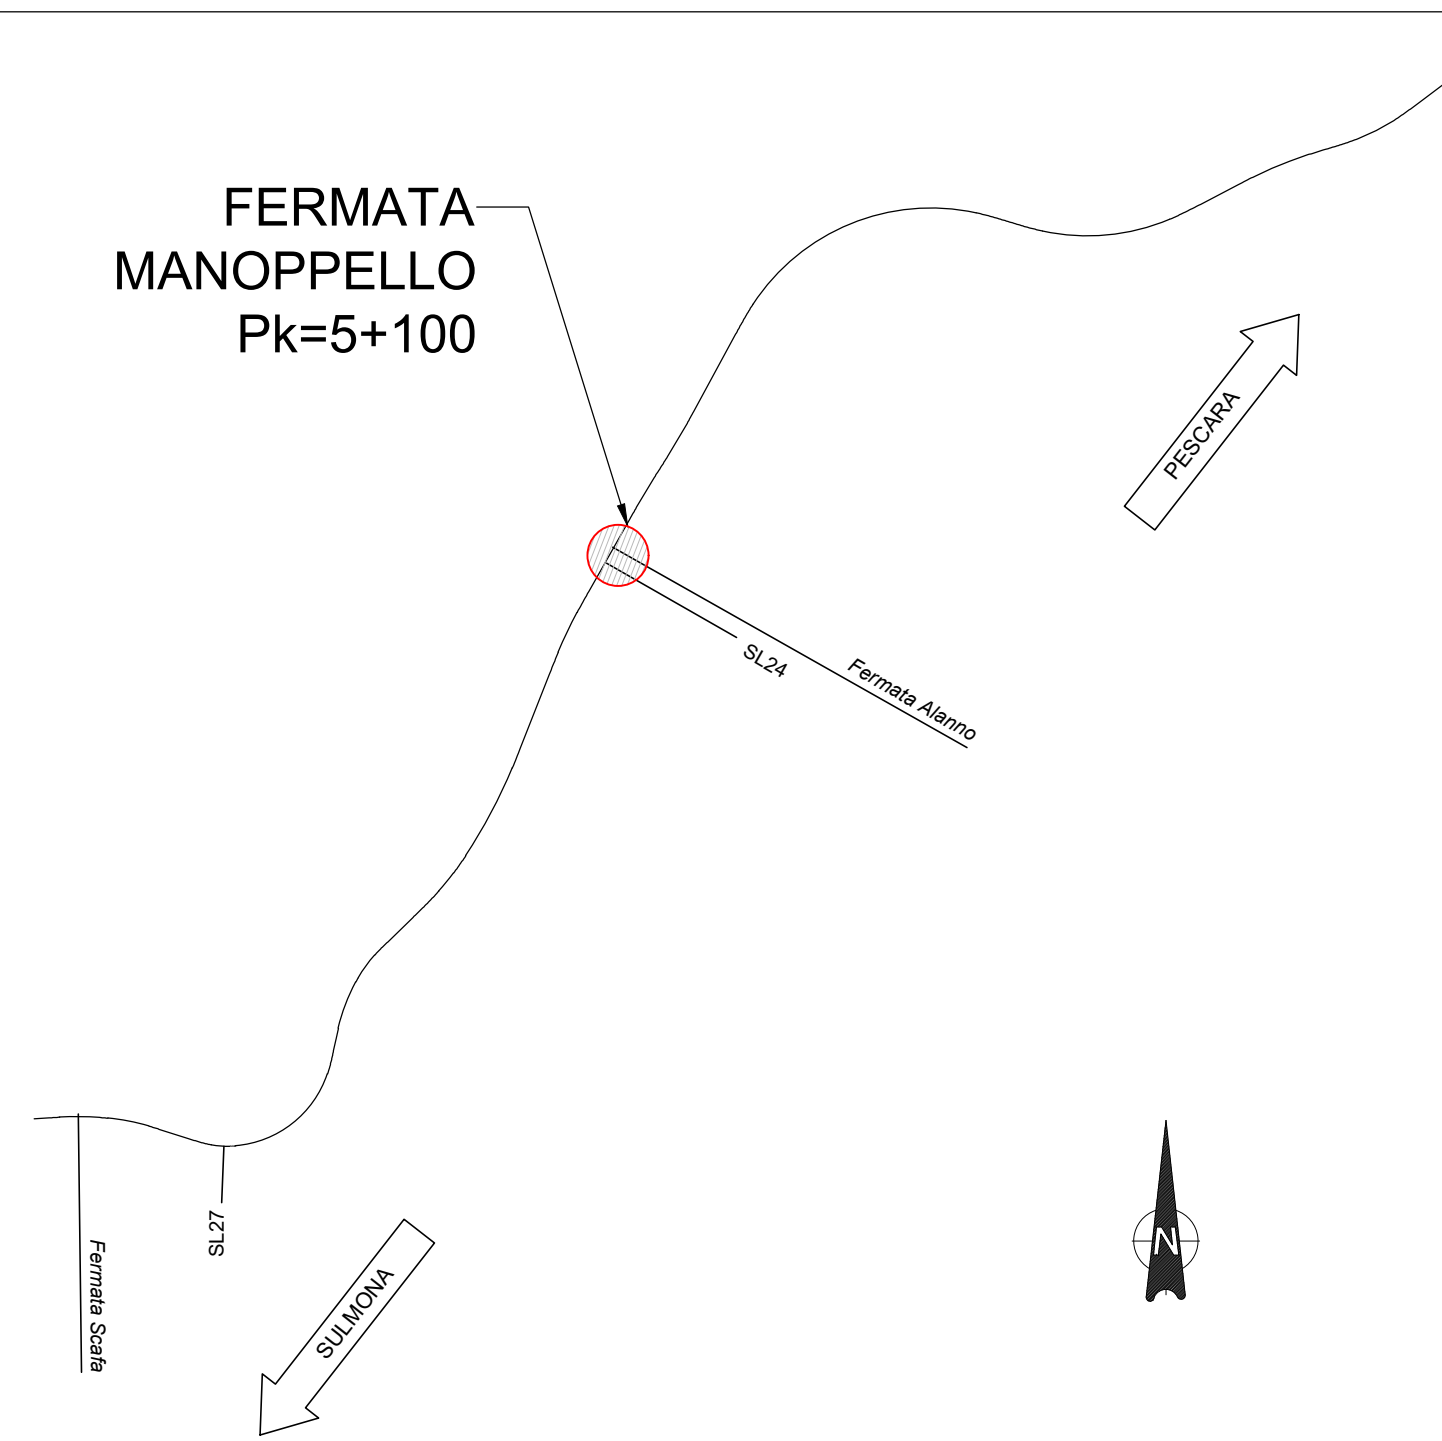 FERMATA
MANOPPELLO
Pk=5+100
PESCARA
SL24
Fermata Alanno
SL27
Fermata Scafa
SULMONA
N